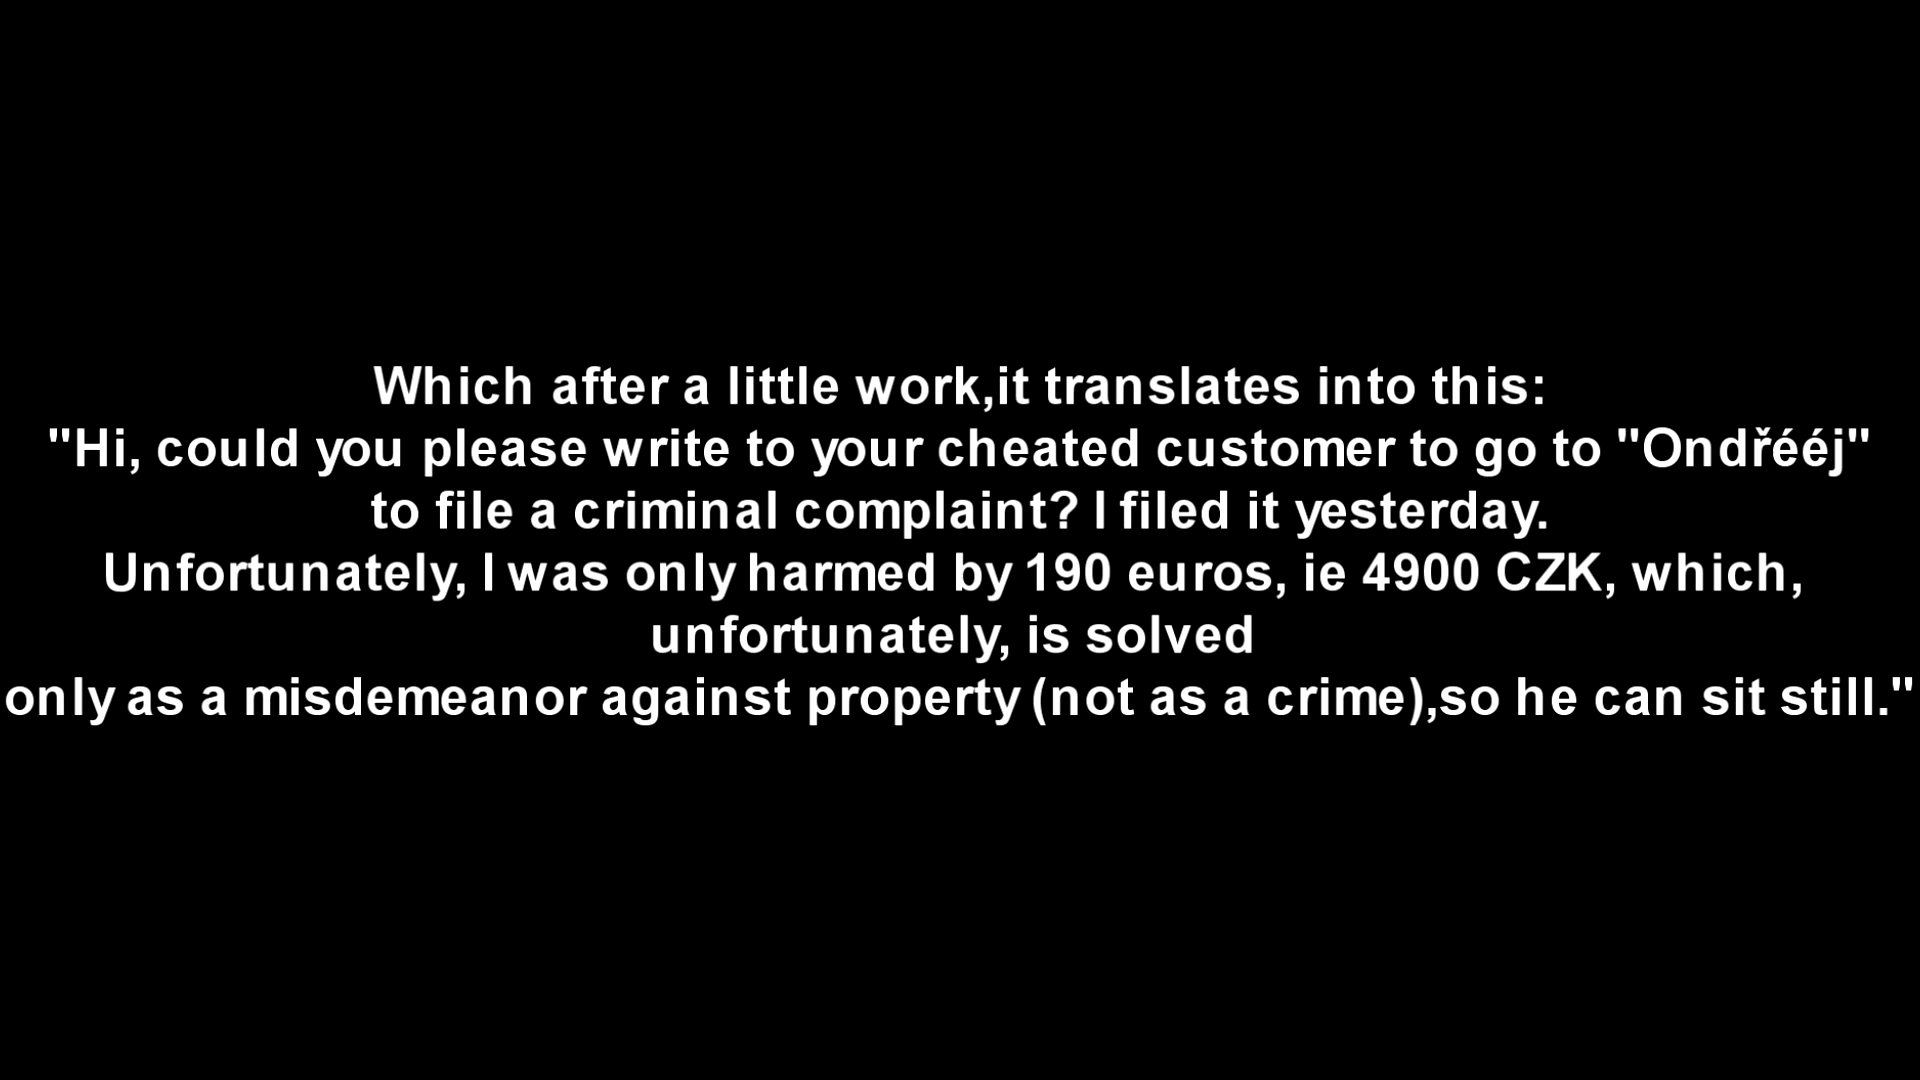 Which after a little work,it translates into this:
"Hi, could you please write to your cheated customer to go to "Ondřééj"
to file a criminal complaint? I filed it yesterday.
Unfortunately, I was only harmed by 190 euros, ie 4900 CZK, which,
unfortunately, is solved
only as a misdemeanor against property (not as a crime),so he can sit still."